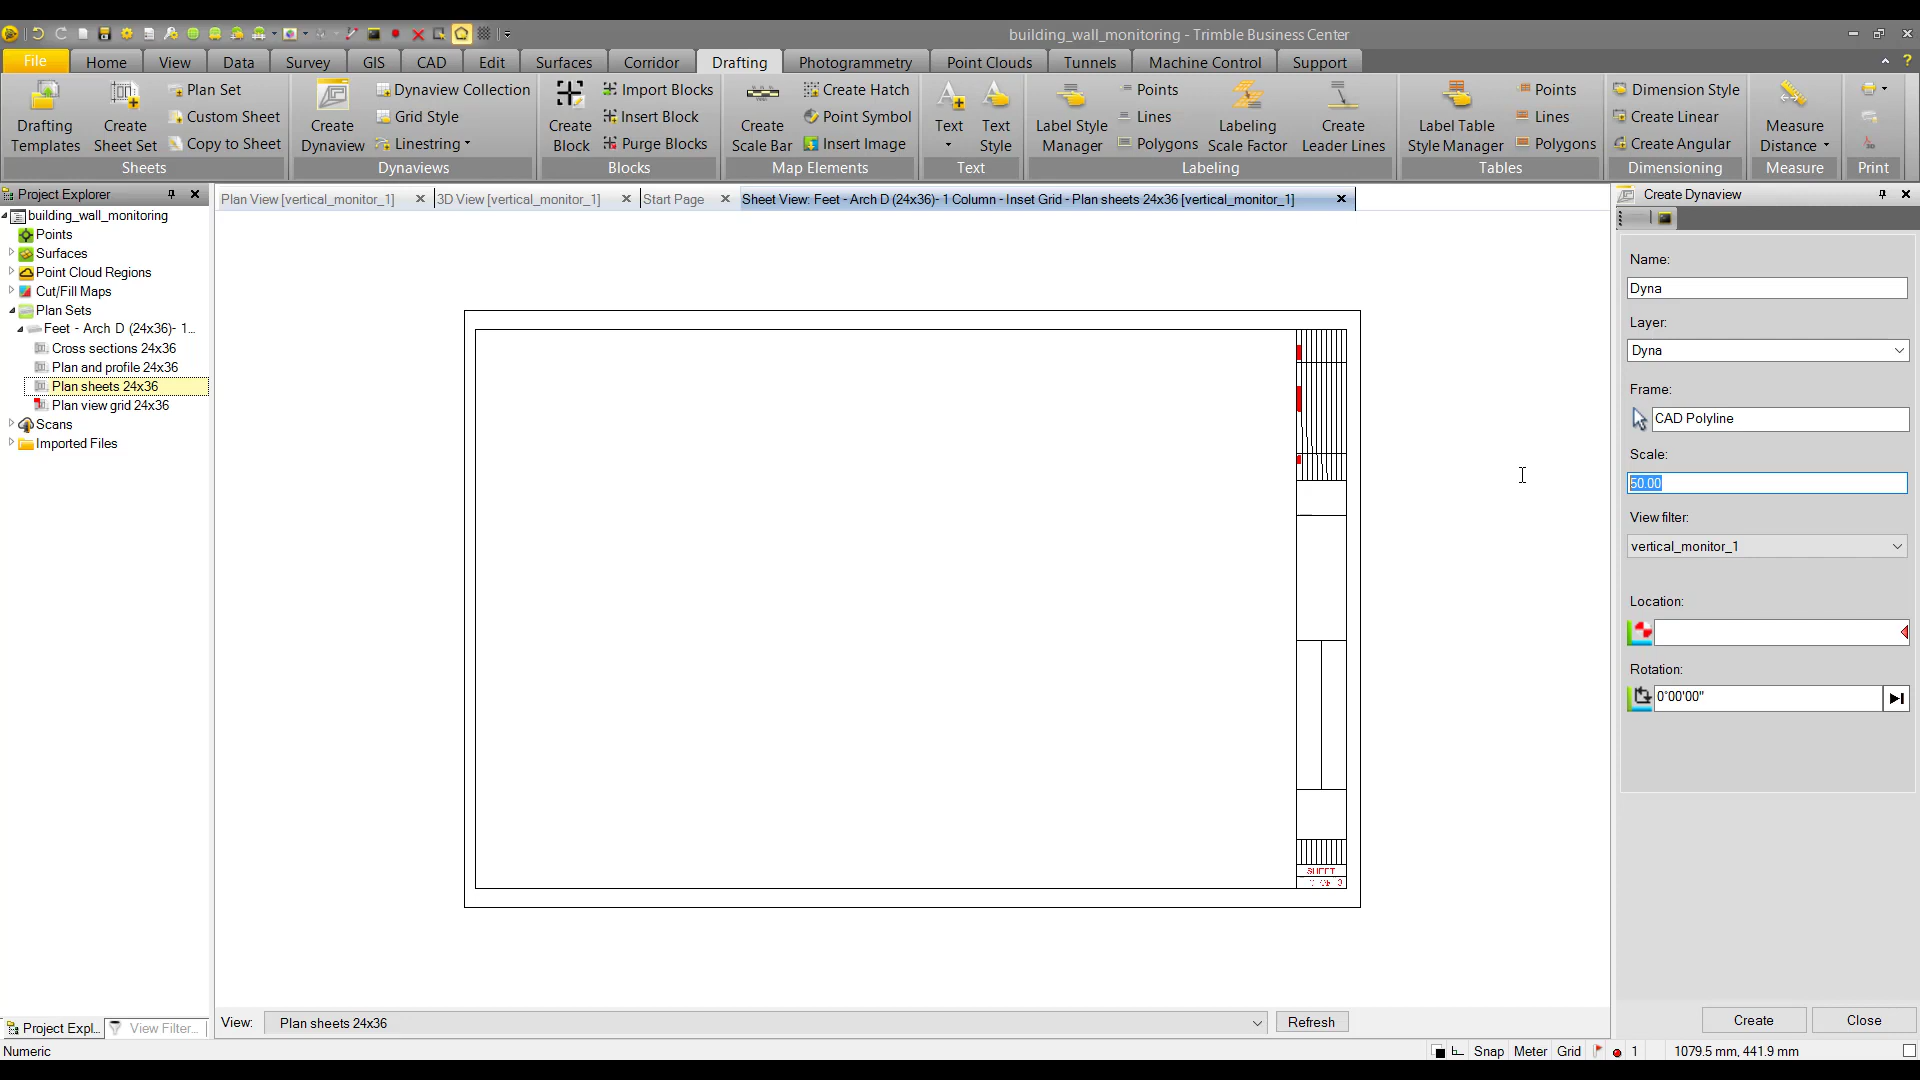 building_wall_monitoring - Trimble Business Center
File
Home
View
Data
Survey
GIS
CAD
Edit
Surfaces
Corridor
Drafting
Photogrammetry
Point Clouds
Tunnels
Machine Control
Support
Drafting
Templates
Create
Sheet Set
Plan Set
Custom Sheet
Copy to Sheet
Sheets
Create
Dynaview
Dynaview Collection
Grid Style
Linestring
Dynaviews
Create
Block
Import Blocks
Insert Block
Purge Blocks
Blocks
Create
Scale Bar
Create Hatch
Point Symbol
Insert Image
Map Elements
Text
Text
Style
Text
Label Style
Manager
Points
Lines
Polygons
Labeling
Scale Factor
Create
Leader Lines
Labeling
Label Table
Style Manager
Points
Lines
Polygons
Tables
Dimension Style
Create Linear
Create Angular
Dimensioning
Measure
Distance
Measure
Print
Project Explorer
building_wall_monitoring
Points
Surfaces
Point Cloud Regions
Cut/Fill Maps
Plan Sets
Feet - Arch D (24x36)- 1...
Cross sections 24x36
Plan and profile 24x36
Plan sheets 24x36
Plan view grid 24x36
Scans
Imported Files
Project Expl...
View Filter...
Plan View [vertical_monitor_1]
3D View [vertical_monitor_1]
Start Page
Sheet View: Feet - Arch D (24x36)- 1 Column - Inset Grid - Plan sheets 24x36 [vertical_monitor_1]
SHEET
View:
Plan sheets 24x36
Refresh
Create Dynaview
Name:
Dyna
Layer:
Dyna
Frame:
CAD Polyline
Scale:
50.00
View filter:
vertical_monitor_1
Location:
Rotation:
0°00'00"
Create
Close
Numeric
Snap
Meter
Grid
1
1079.5 mm, 441.9 mm